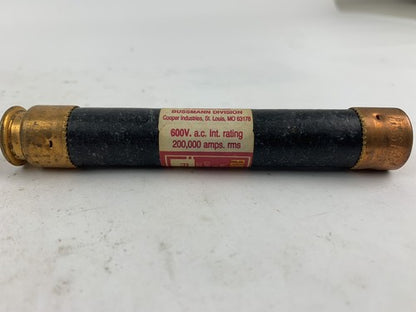 BUSSMANN DIVISION
Cooper Industries, St. Louis, MO 63178
600V. a.c. Int. rating
200,000 amps. rms